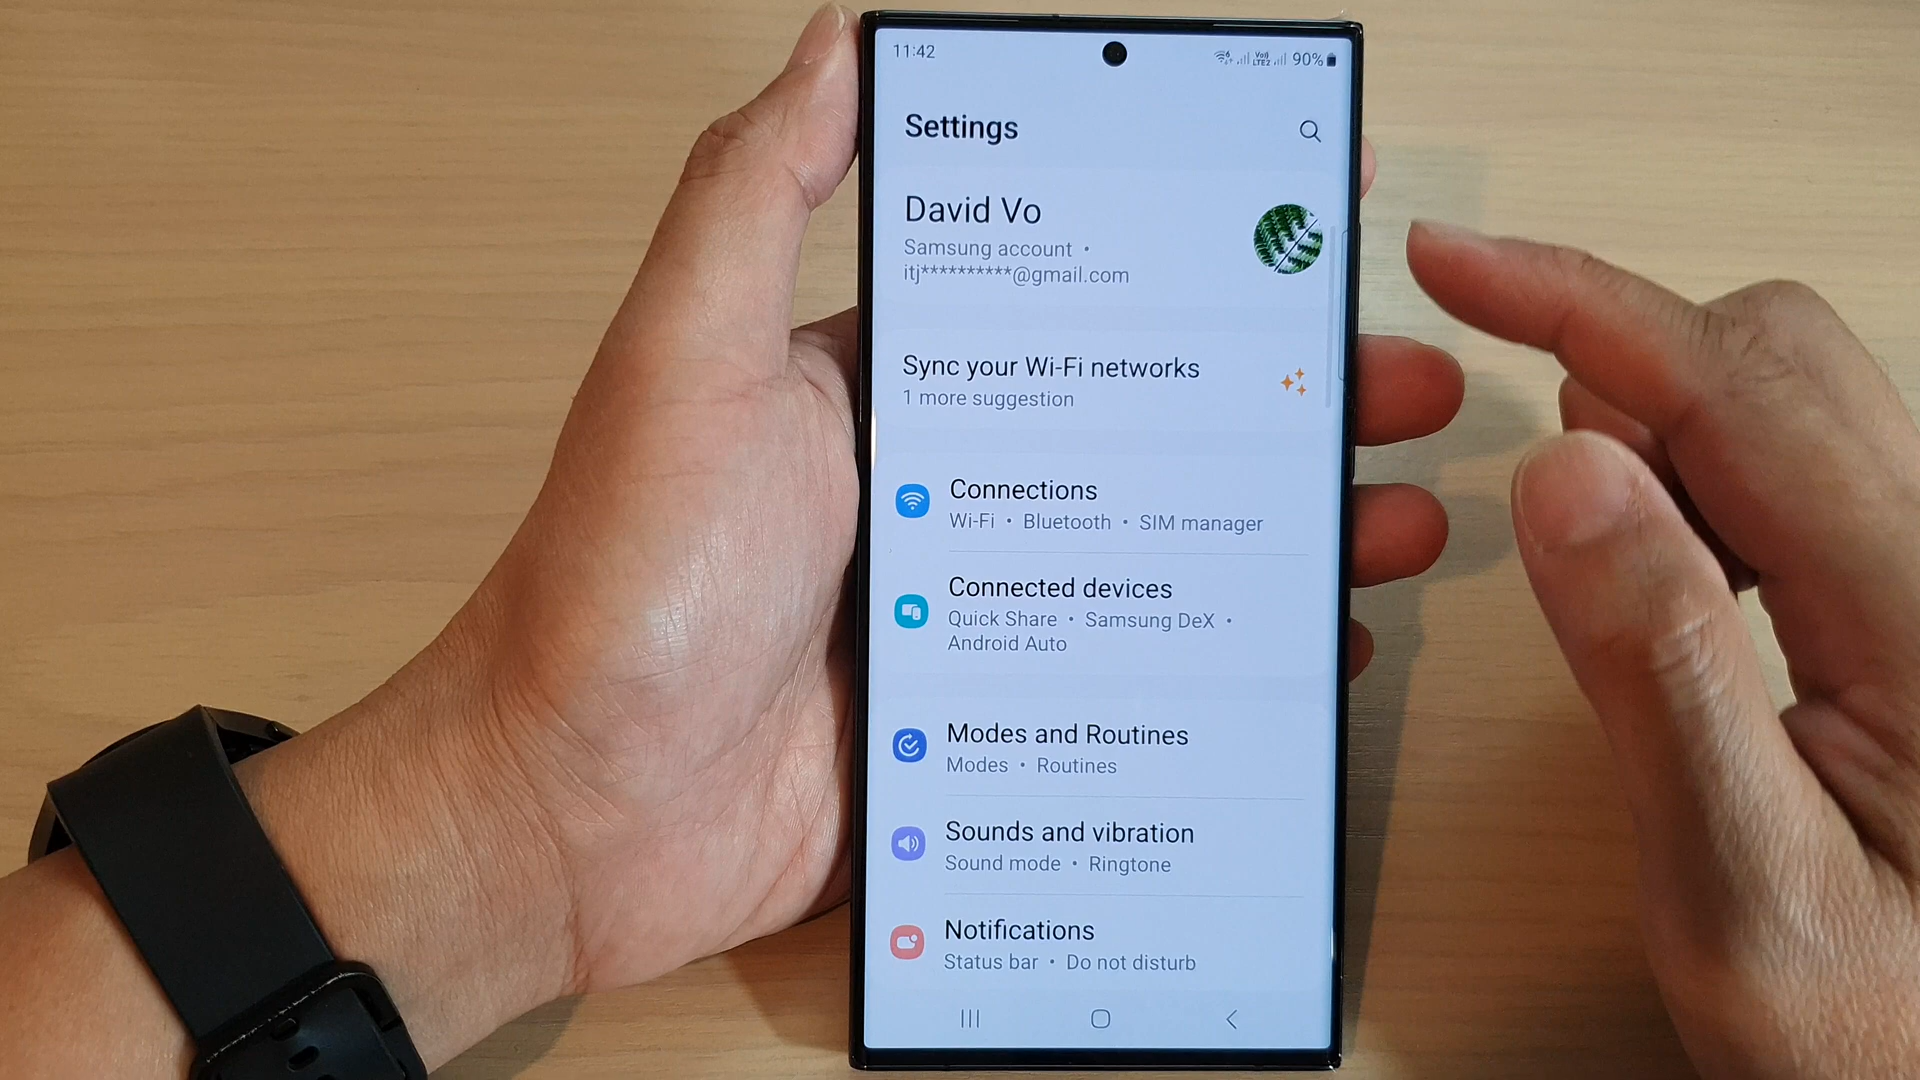 11:42
Vo))
LTE2
90%
Settings
David Vo
Samsung account •
itj**********@gmail.com
Sync your Wi-Fi networks
1 more suggestion
Connections
Wi-Fi • Bluetooth • SIM manager
Connected devices
Quick Share • Samsung DeX •
Android Auto
Modes and Routines
Modes • Routines
Sounds and vibration
Sound mode • Ringtone
Notifications
Status bar • Do not disturb